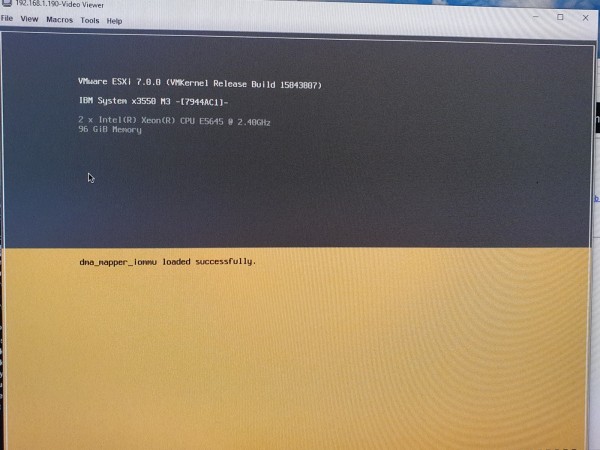 192.168.1.190-Video Viewer
File View Macros Tools Help
VMware ESXi 7.0.0 (VMKernel Release Build 15843807)
IBM System x3550 M3 -[7944AC1]-
2 x Intel(R) Xeon(R) CPU E5645 @ 2.40GHz
96 GiB Memory
dma_mapper_iommu loaded successfully.